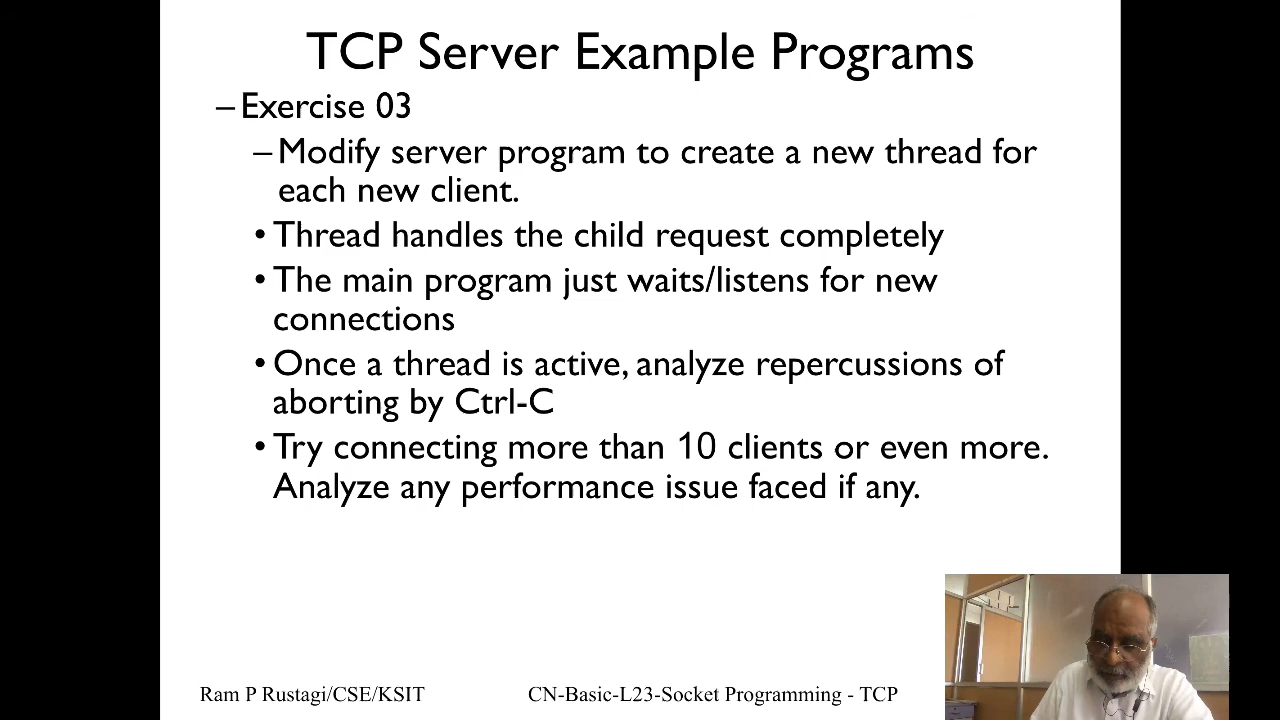 TCP Server Example Programs
– Exercise 03
– Modify server program to create a new thread for
each new client.
• Thread handles the child request completely
• The main program just waits/listens for new
connections
• Once a thread is active, analyze repercussions of
aborting by Ctrl-C
• Try connecting more than 10 clients or even more.
Analyze any performance issue faced if any.
Ram P Rustagi/CSE/KSIT
CN-Basic-L23-Socket Programming - TCP